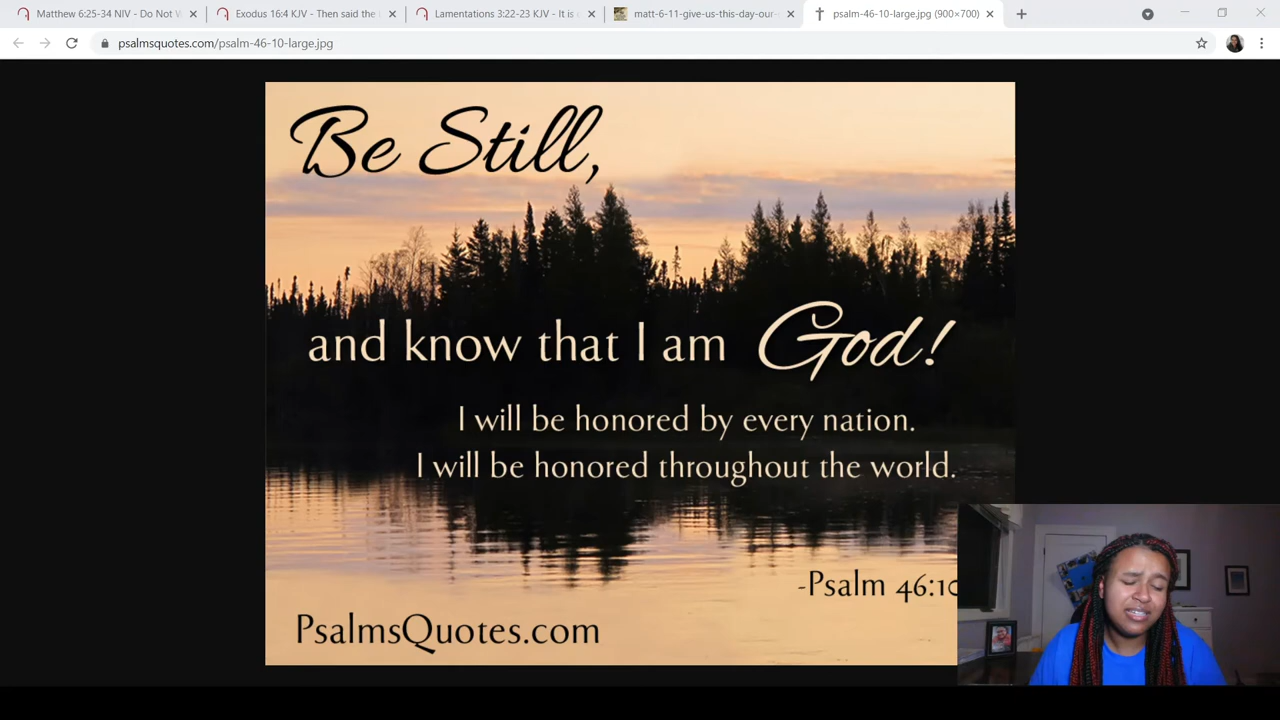 Matthew 6:25-34 NIV - Do Not
Exodus 16:4 KJV - Then said the
Lamentations 3:22-23 KJV - It is
matt-6-11-give-us-this-day-our-
psalm-46-10-large.jpg (900×700)
psalmsquotes.com/psalm-46-10-large.jpg
Be Still,
and know that I am God!
I will be honored by every nation.
I will be honored throughout the world.
-Psalm 46:10
PsalmsQuotes.com